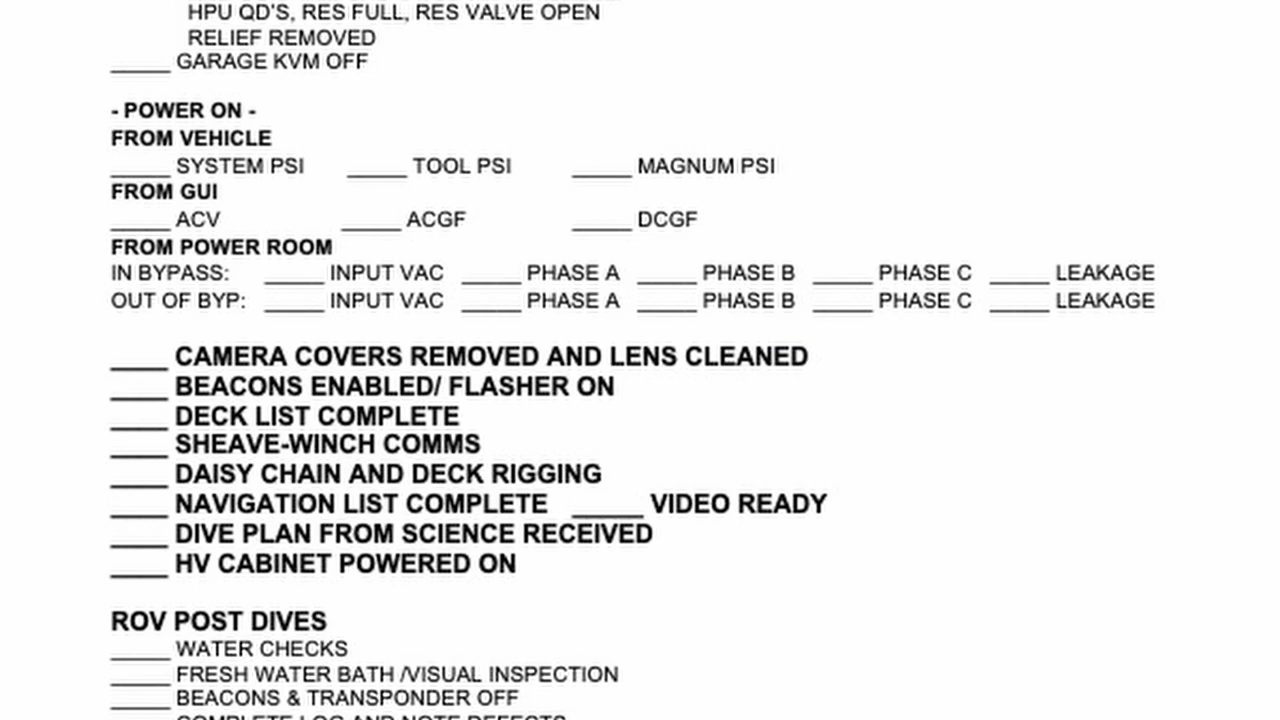 HPU QD'S, RES FULL, RES VALVE OPEN
RELIEF REMOVED
_____ GARAGE KVM OFF
- POWER ON -
FROM VEHICLE
_____ SYSTEM PSI _____ TOOL PSI _____ MAGNUM PSI
FROM GUI
_____ ACV _____ ACGF _____ DCGF
FROM POWER ROOM
IN BYPASS: _____ INPUT VAC _____ PHASE A _____ PHASE B _____ PHASE C _____ LEAKAGE
OUT OF BYP: _____ INPUT VAC _____ PHASE A _____ PHASE B _____ PHASE C _____ LEAKAGE
____ CAMERA COVERS REMOVED AND LENS CLEANED
____ BEACONS ENABLED/ FLASHER ON
____ DECK LIST COMPLETE
____ SHEAVE-WINCH COMMS
____ DAISY CHAIN AND DECK RIGGING
____ NAVIGATION LIST COMPLETE _____ VIDEO READY
____ DIVE PLAN FROM SCIENCE RECEIVED
____ HV CABINET POWERED ON
ROV POST DIVES
_____ WATER CHECKS
_____ FRESH WATER BATH /VISUAL INSPECTION
_____ BEACONS & TRANSPONDER OFF
_____ COMPLETE LOG AND NOTE DEFECTS